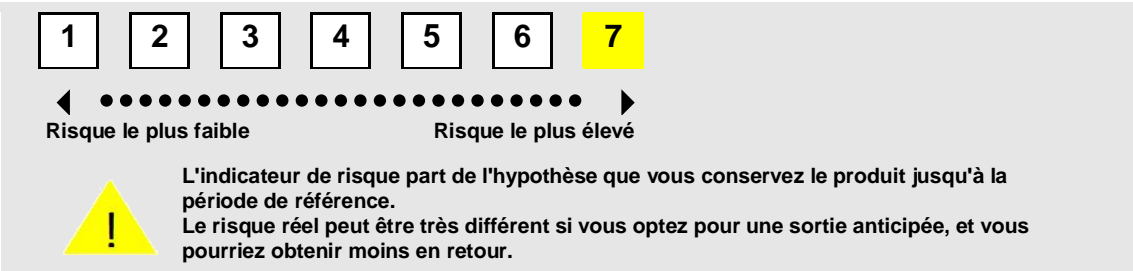 1 2 3 4 5 6 7
Risque le plus faible Risque le plus élevé
L'indicateur de risque part de l'hypothèse que vous conservez le produit jusqu'à la
période de référence.
Le risque réel peut être très différent si vous optez pour une sortie anticipée, et vous
pourriez obtenir moins en retour.
!